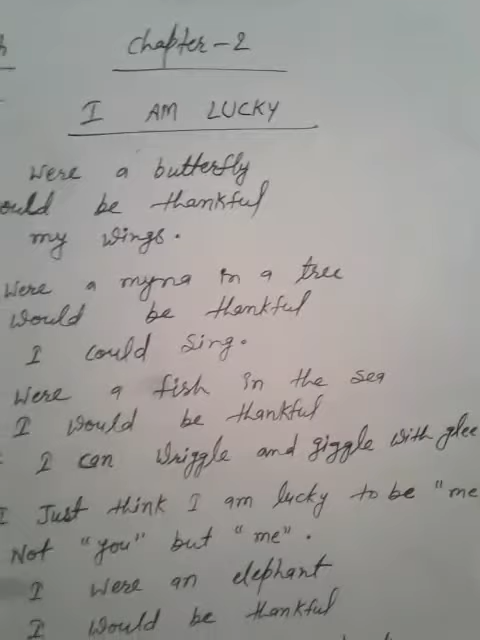 Chapter-2
I AM LUCKY
Were a butterfly
ould be thankful
my wings.
Were a myna in a tree
would be thankful
I could sing.
Were a fish in the sea
I would be thankful
I can wriggle and giggle with glee
I Just think I am lucky to be "me
Not "you" but "me".
I were an elephant
I would be thankful